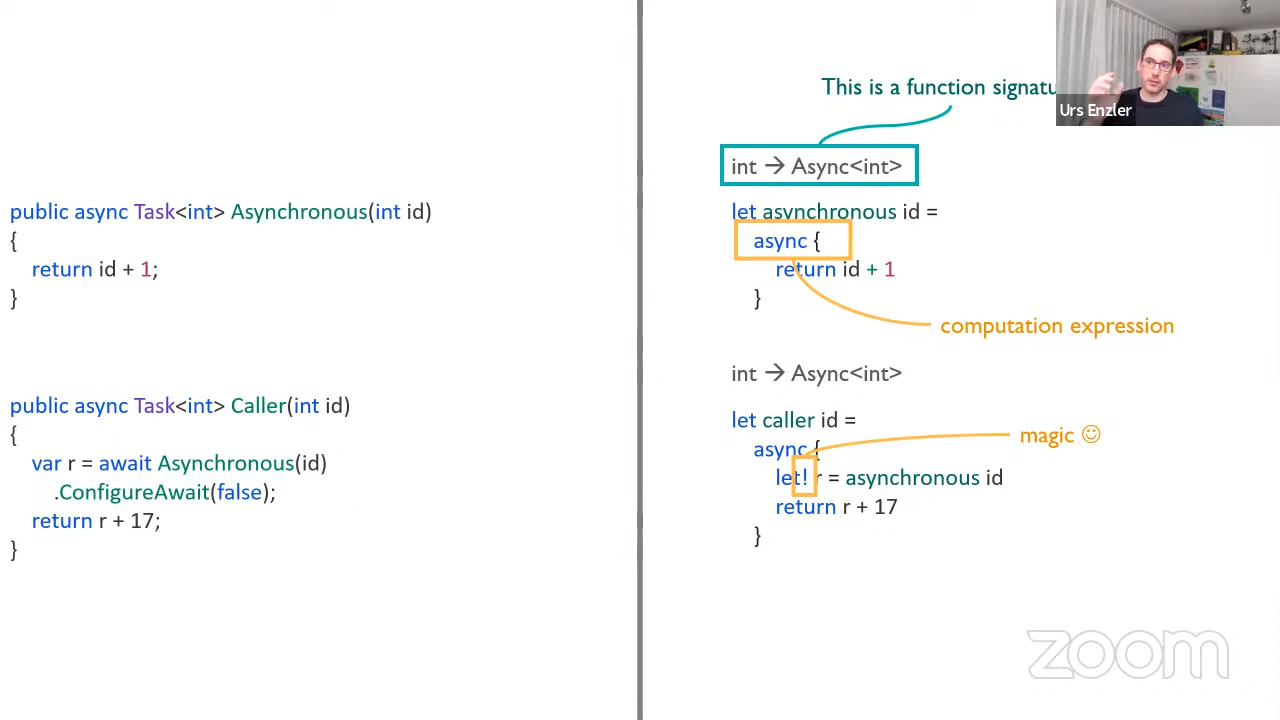 public async Task<int> Asynchronous(int id)
{
return id + 1;
}
public async Task<int> Caller(int id)
{
var r = await Asynchronous(id)
.ConfigureAwait(false);
return r + 17;
}
This is a function signatu
Urs Enzler
int → Async<int>
let asynchronous id =
async {
return id + 1
}
computation expression
int → Async<int>
let caller id =
async {
magic ☺
let! r = asynchronous id
return r + 17
}
zoom